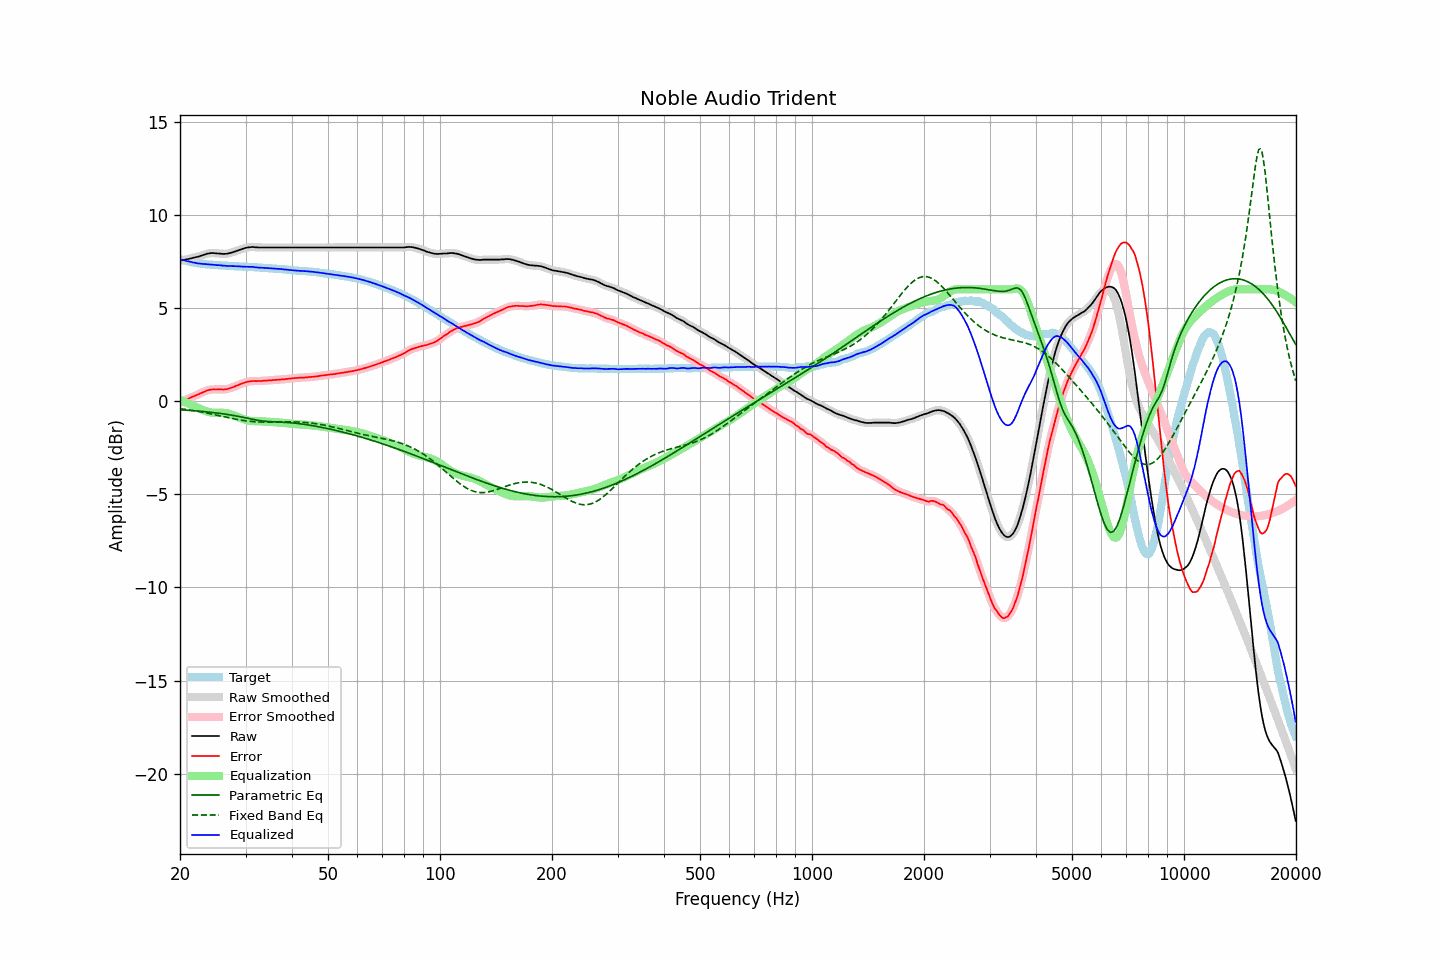 Noble Audio Trident
15
10
5
0
−5
−10
−15
−20
Amplitude (dBr)
Target
Raw Smoothed
Error Smoothed
Raw
Error
Equalization
Parametric Eq
Fixed Band Eq
Equalized
20 50 100 200 500 1000 2000 5000 10000 20000
Frequency (Hz)